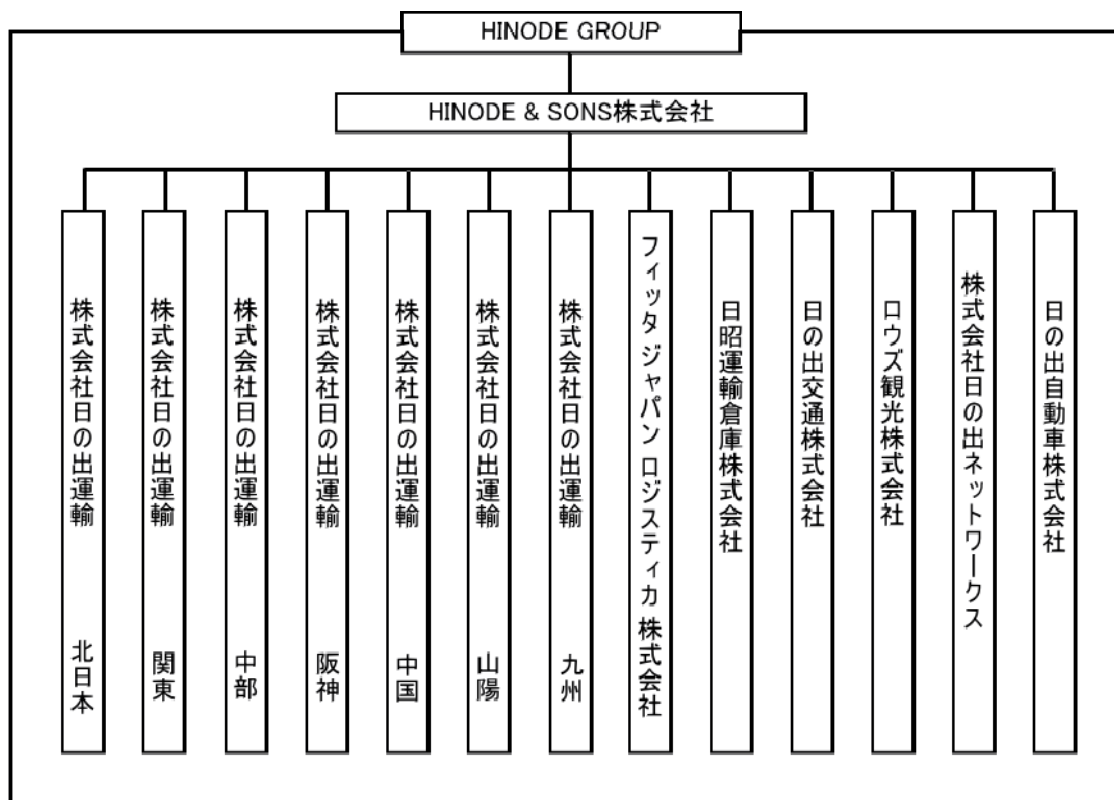 HINODE GROUP
HINODE & SONS株式会社
株式会社日の出運輸 北日本
株式会社日の出運輸 関東
株式会社日の出運輸 中部
株式会社日の出運輸 阪神
株式会社日の出運輸 中国
株式会社日の出運輸 山陽
株式会社日の出運輸 九州
フィッタ ジャパン ロジスティカ 株式会社
日昭運輸倉庫株式会社
日の出交通株式会社
ロウズ観光株式会社
株式会社日の出ネットワークス
日の出自動車株式会社